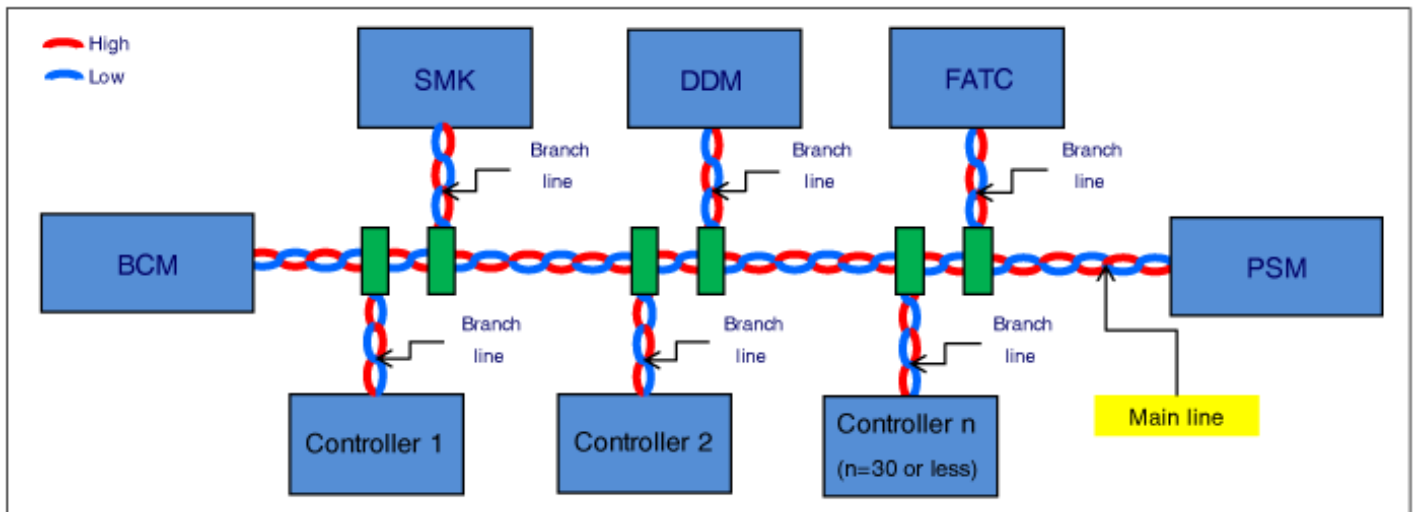 High
Low
SMK
DDM
FATC
Branch
line
Branch
line
Branch
line
BCM
PSM
Branch
line
Branch
line
Branch
line
Controller 1
Controller 2
Controller n
(n=30 or less)
Main line